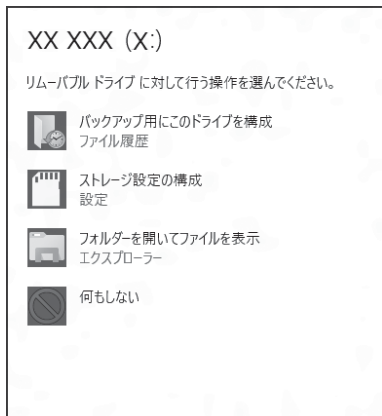 XX XXX (X:)
リムーバブル ドライブ に対して行う操作を選んでください。
バックアップ用にこのドライブを構成
ファイル履歴
ストレージ設定の構成
設定
フォルダーを開いてファイルを表示
エクスプローラー
何もしない